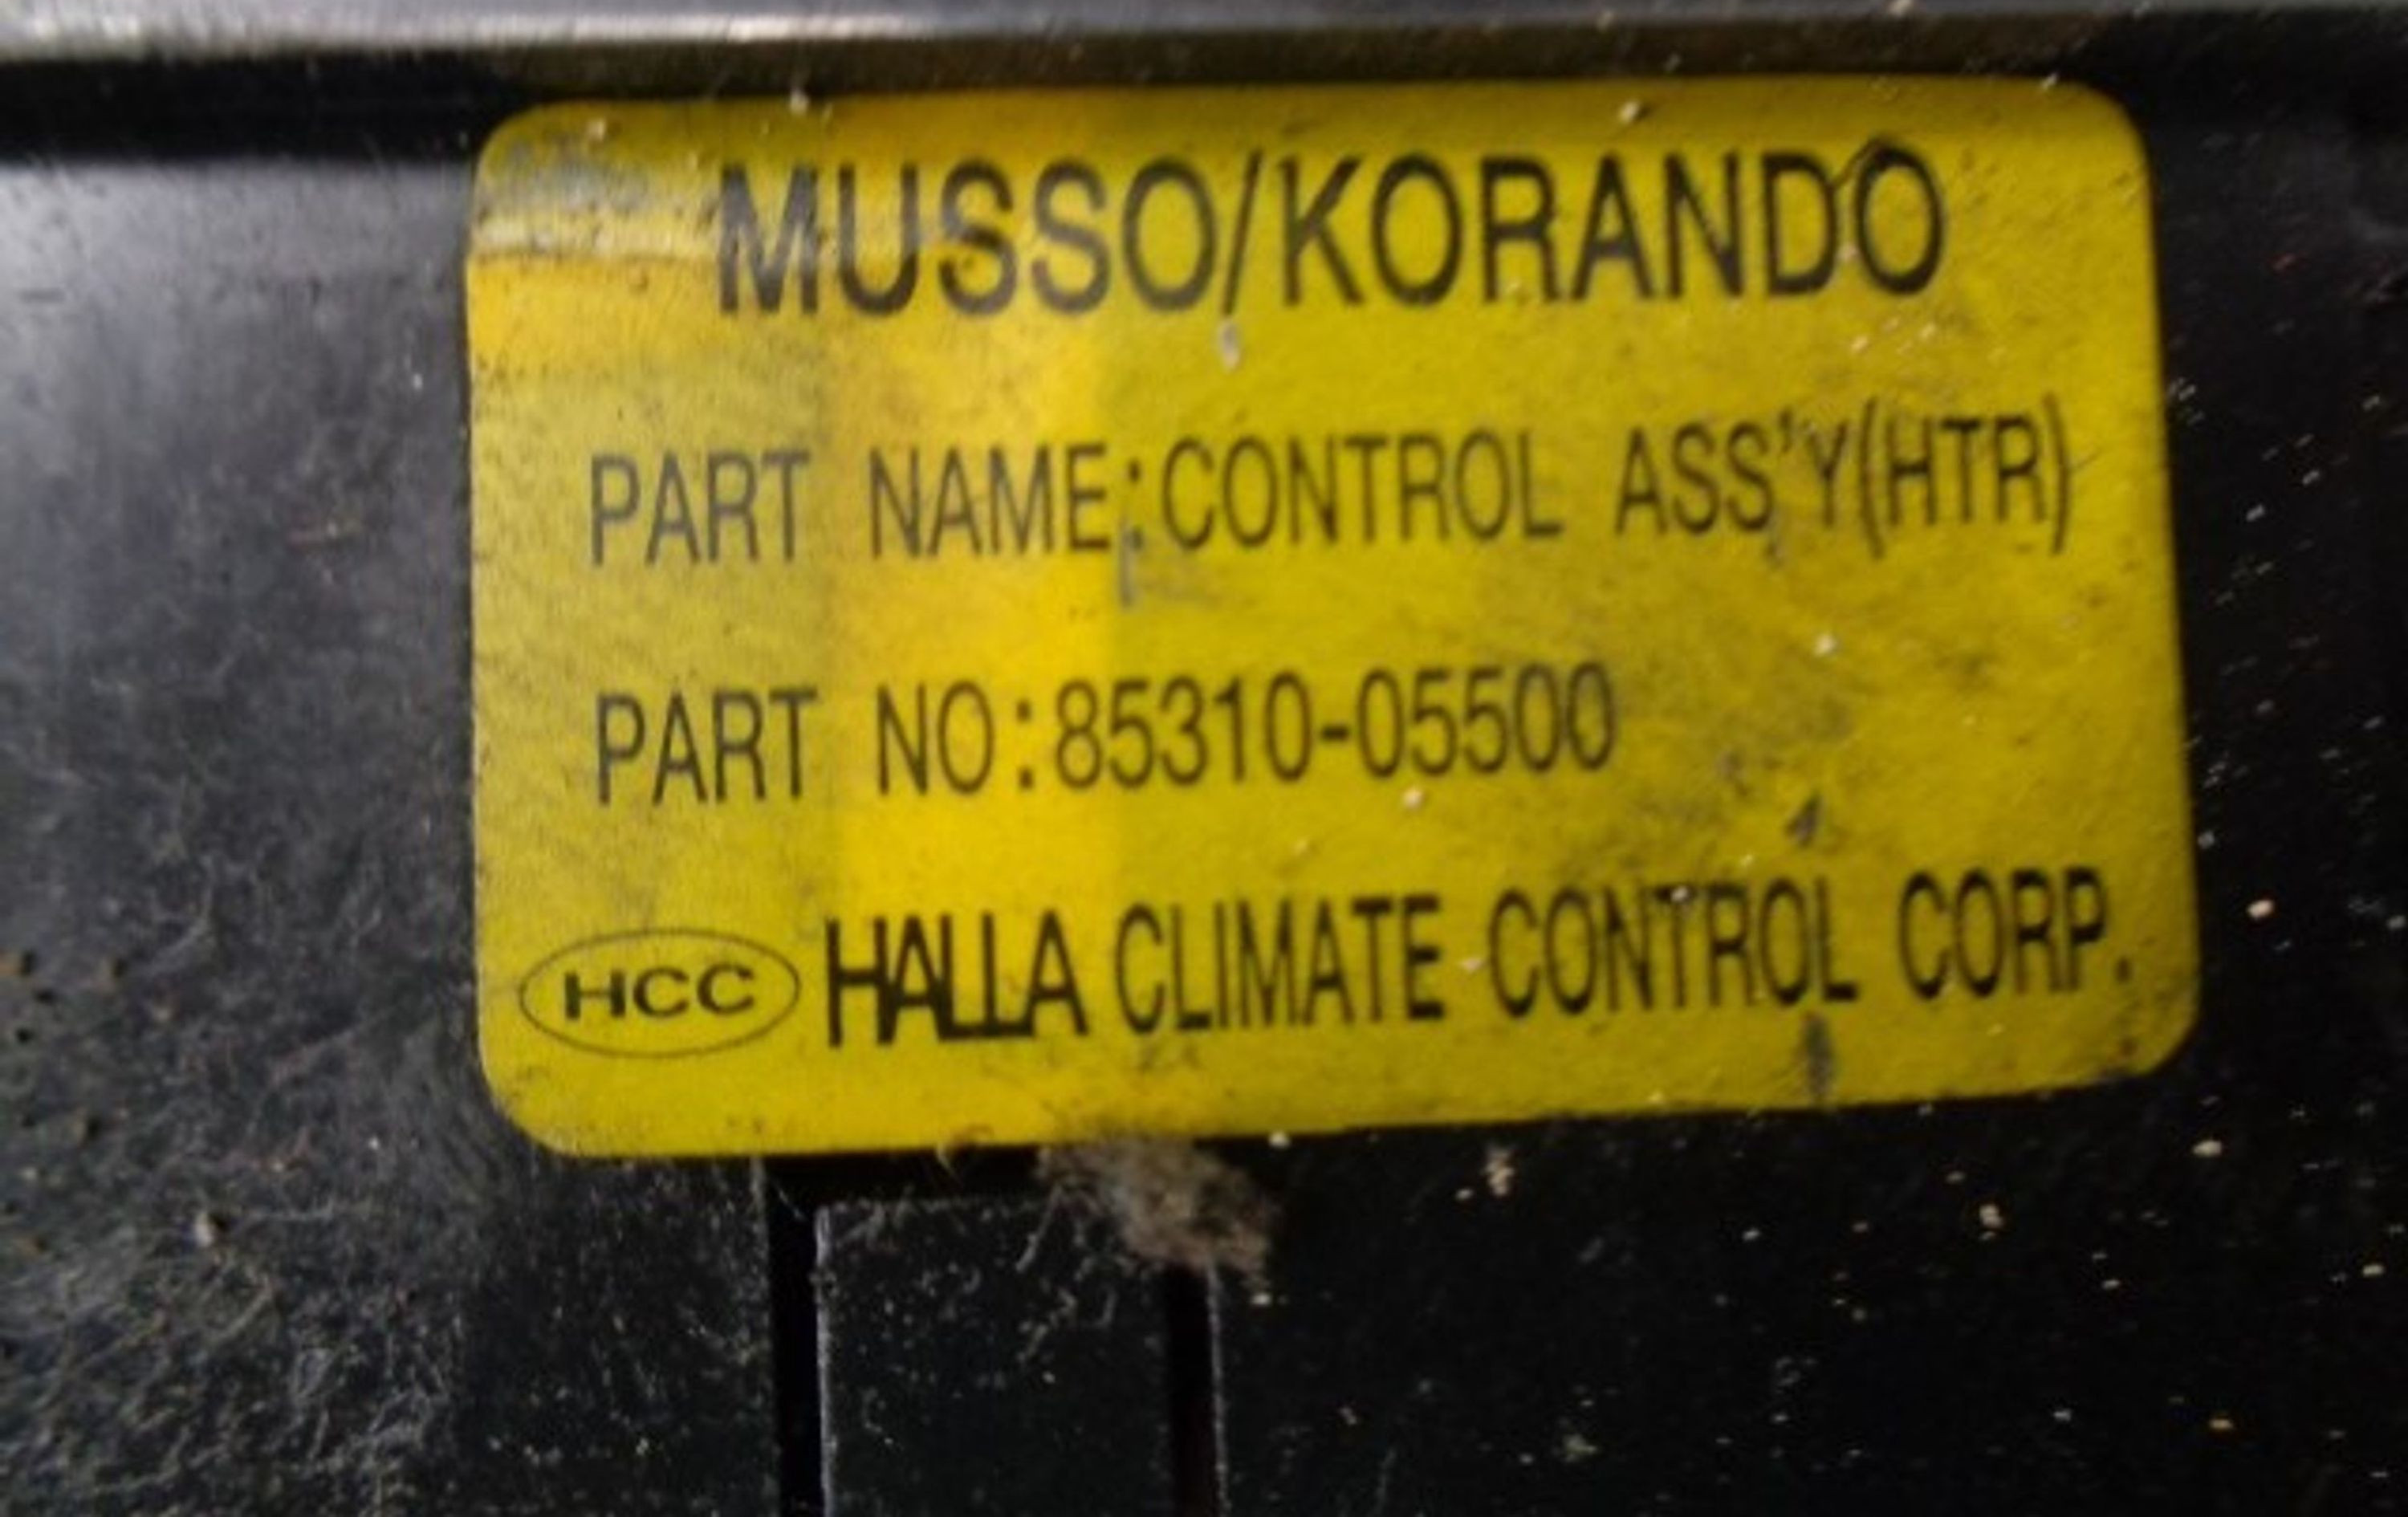 MUSSO/KORANDO
PART NAME:CONTROL ASS'Y(HTR)
PART NO:85310-05500
HCC HALLA CLIMATE CONTROL CORP.